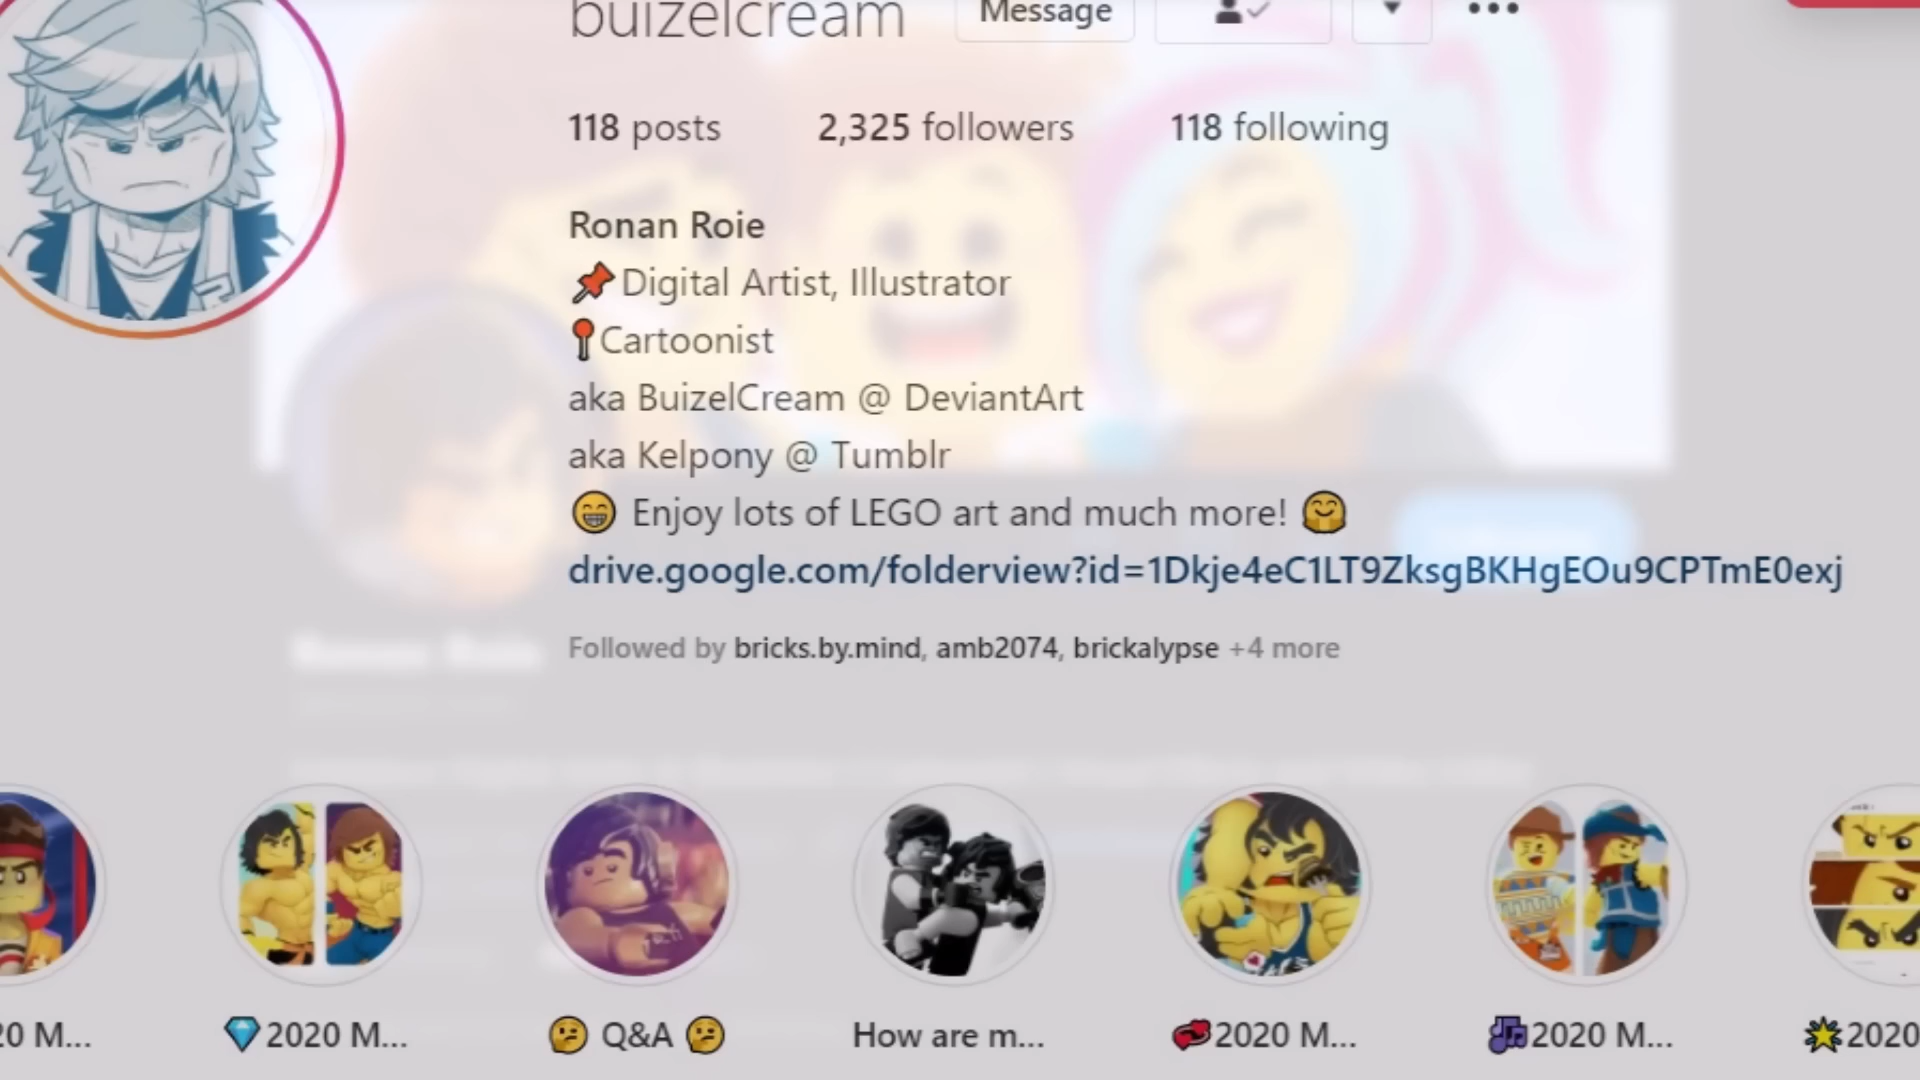 buizelcream Message
118 posts 2,325 followers 118 following
Ronan Roie
Digital Artist, Illustrator
Cartoonist
aka BuizelCream @ DeviantArt
aka Kelpony @ Tumblr
Enjoy lots of LEGO art and much more!
drive.google.com/folderview?id=1Dkje4eC1LT9ZksgBKHgEOu9CPTmE0exj
Followed by bricks.by.mind, amb2074, brickalypse +4 more
20 M... 2020 M... Q&A How are m... 2020 M... 2020 M... 2020